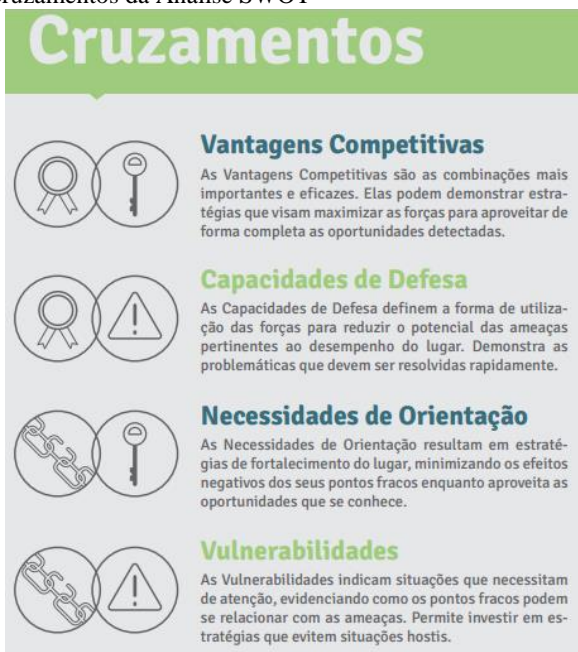 Cruzamentos da Análise SWOT
Cruzamentos
Vantagens Competitivas
As Vantagens Competitivas são as combinações mais
importantes e eficazes. Elas podem demonstrar estra-
tégias que visam maximizar as forças para aproveitar de
forma completa as oportunidades detectadas.
Capacidades de Defesa
As Capacidades de Defesa definem a forma de utiliza-
ção das forças para reduzir o potencial das ameaças
pertinentes ao desempenho do lugar. Demonstra as
problemáticas que devem ser resolvidas rapidamente.
Necessidades de Orientação
As Necessidades de Orientação resultam em estraté-
gias de fortalecimento do lugar, minimizando os efeitos
negativos dos seus pontos fracos enquanto aproveita as
oportunidades que se conhece.
Vulnerabilidades
As Vulnerabilidades indicam situações que necessitam
de atenção, evidenciando como os pontos fracos podem
se relacionar com as ameaças. Permite investir em es-
tratégias que evitem situações hostis.